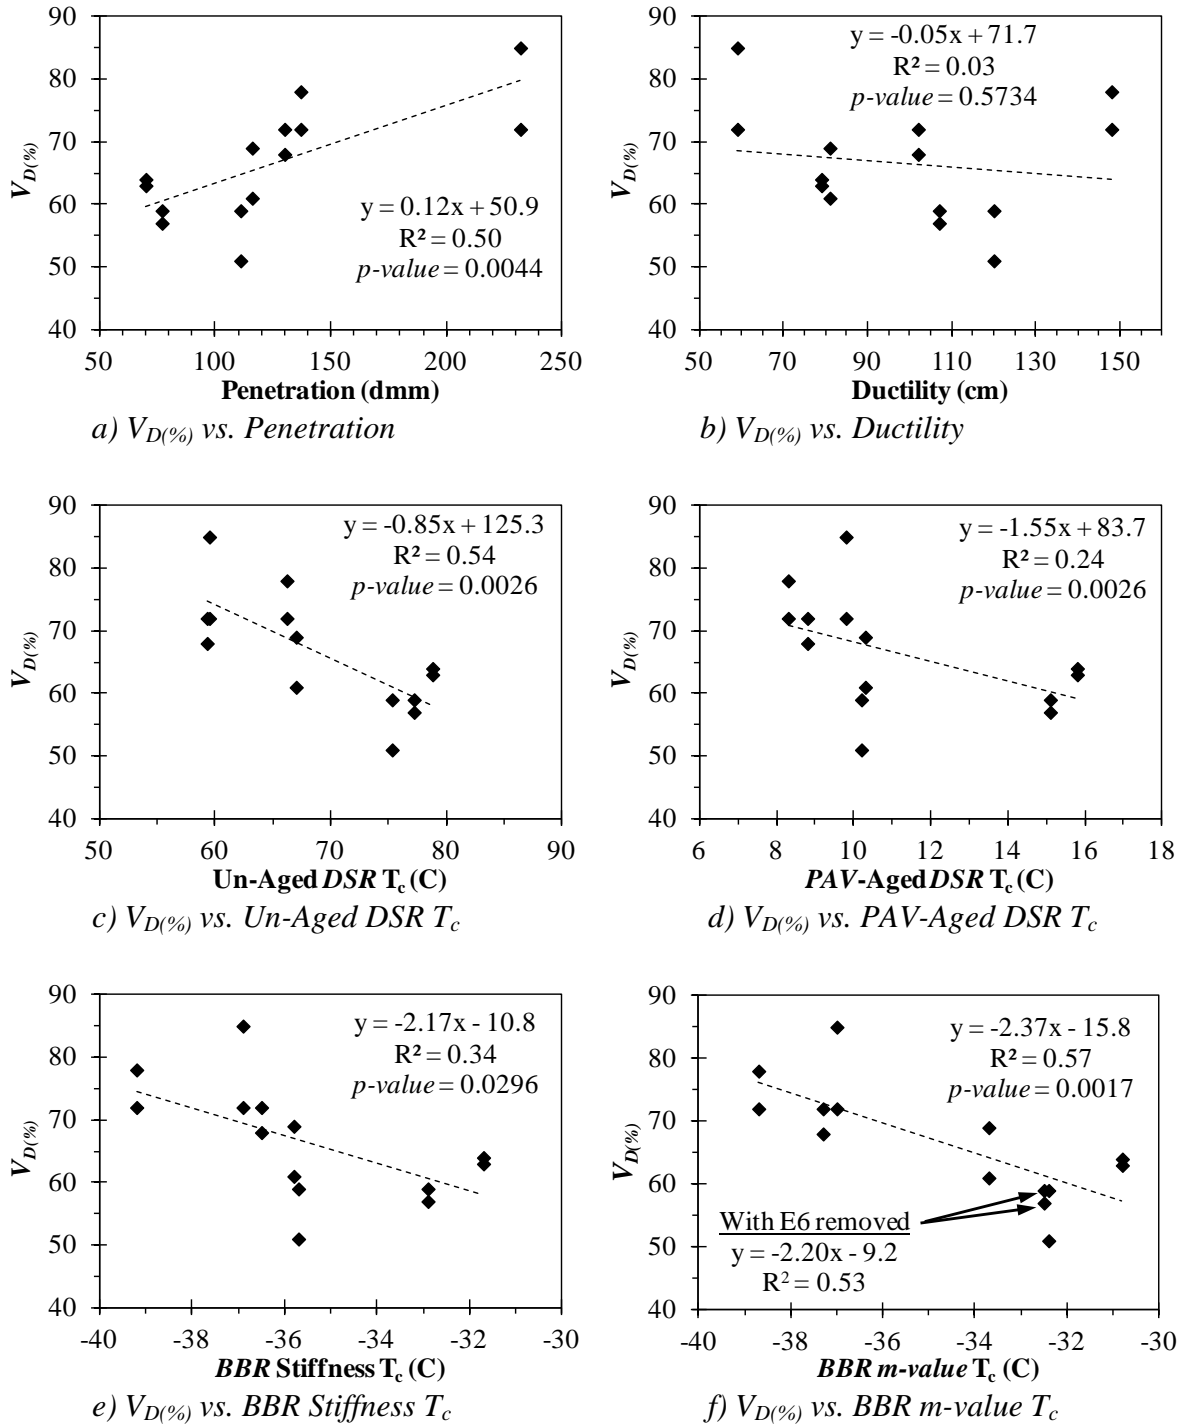 90
80
70
60
50
40
V_D(%)
y = 0.12x + 50.9
R² = 0.50
p-value = 0.0044
50 100 150 200 250
Penetration (dmm)
a) V_D(%) vs. Penetration
90
80
70
60
50
40
V_D(%)
y = -0.05x + 71.7
R² = 0.03
p-value = 0.5734
50 70 90 110 130 150
Ductility (cm)
b) V_D(%) vs. Ductility
90
80
70
60
50
40
V_D(%)
y = -0.85x + 125.3
R² = 0.54
p-value = 0.0026
50 60 70 80 90
Un-Aged DSR T_c (C)
c) V_D(%) vs. Un-Aged DSR T_c
90
80
70
60
50
40
V_D(%)
y = -1.55x + 83.7
R² = 0.24
p-value = 0.0026
6 8 10 12 14 16 18
PAV-Aged DSR T_c (C)
d) V_D(%) vs. PAV-Aged DSR T_c
90
80
70
60
50
40
V_D(%)
y = -2.17x - 10.8
R² = 0.34
p-value = 0.0296
-40 -38 -36 -34 -32 -30
BBR Stiffness T_c (C)
e) V_D(%) vs. BBR Stiffness T_c
90
80
70
60
50
40
V_D(%)
y = -2.37x - 15.8
R² = 0.57
p-value = 0.0017
With E6 removed
y = -2.20x - 9.2
R² = 0.53
-40 -38 -36 -34 -32 -30
BBR m-value T_c (C)
f) V_D(%) vs. BBR m-value T_c